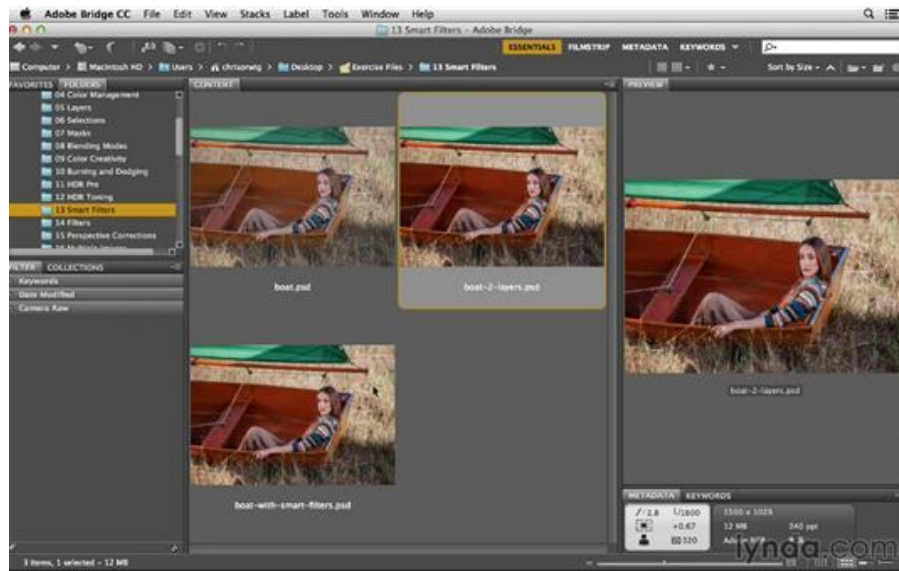 Adobe Bridge CC File Edit View Stacks Label Tools Window Help
13 Smart Filters - Adobe Bridge
ESSENTIALS FILMSTRIP METADATA KEYWORDS
Computer > Macintosh HD > Users > chrisorwig > Desktop > Exercise Files > 13 Smart Filters
Sort by Size
FAVORITES FOLDERS
CONTENT
PREVIEW
04 Color Management
05 Layers
06 Selections
07 Masks
08 Blending Modes
09 Color Creativity
10 Burning and Dodging
11 HDR Pro
12 HDR Toning
13 Smart Filters
14 Filters
15 Perspective Corrections
16 Multiple Images
FILTER COLLECTIONS
Keywords
Date Modified
Camera Raw
boat.psd
boat-2-layers.psd
boat-with-smart-filters.psd
boat-2-layers.psd
METADATA KEYWORDS
f/2.8 1/1600
+0.67
ISO 320
12 MB 240 ppi
lynda.com
3 items, 1 selected - 12 MB